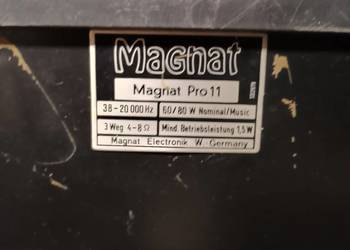 Magnat
Magnat Pro 11
38-20 000 Hz 60/80 W Nominal/Music
3 Weg 4-8 Ω Mind. Betriebsleistung 1,5 W
Magnat Electronik W. Germany